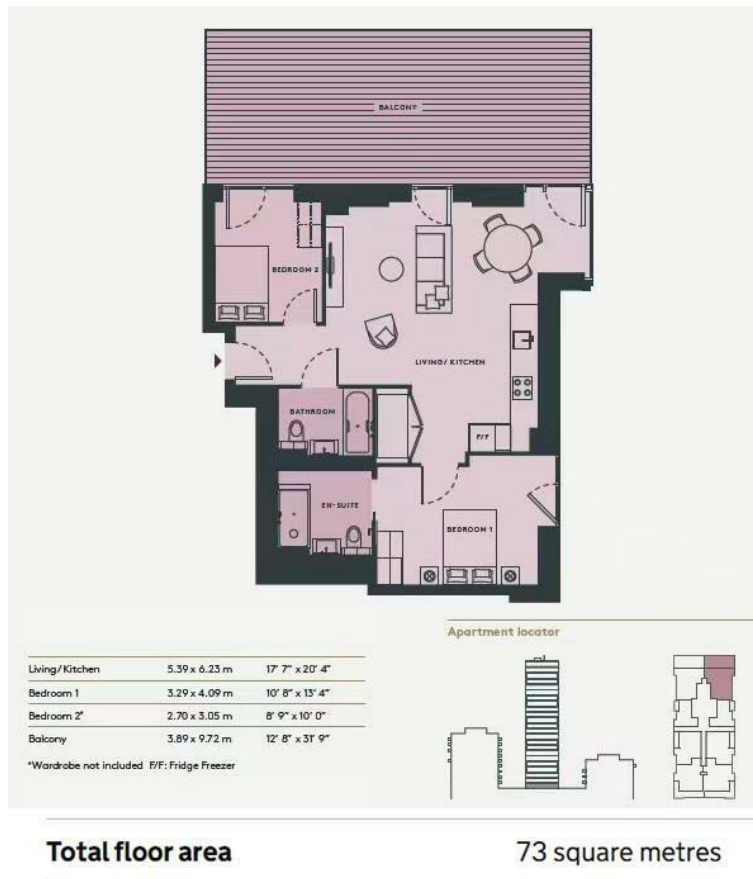 BALCONY
BEDROOM 2
LIVING/ KITCHEN
BATHROOM
F/F
EN-SUITE
BEDROOM 1
Apartment locator
Living/Kitchen 5.39 x 6.23 m 17' 7" x 20' 4"
Bedroom 1 3.29 x 4.09 m 10' 8" x 13' 4"
Bedroom 2* 2.70 x 3.05 m 8' 9" x 10' 0"
Balcony 3.89 x 9.72 m 12' 8" x 31' 9"
*Wardrobe not included F/F: Fridge Freezer
Total floor area 73 square metres